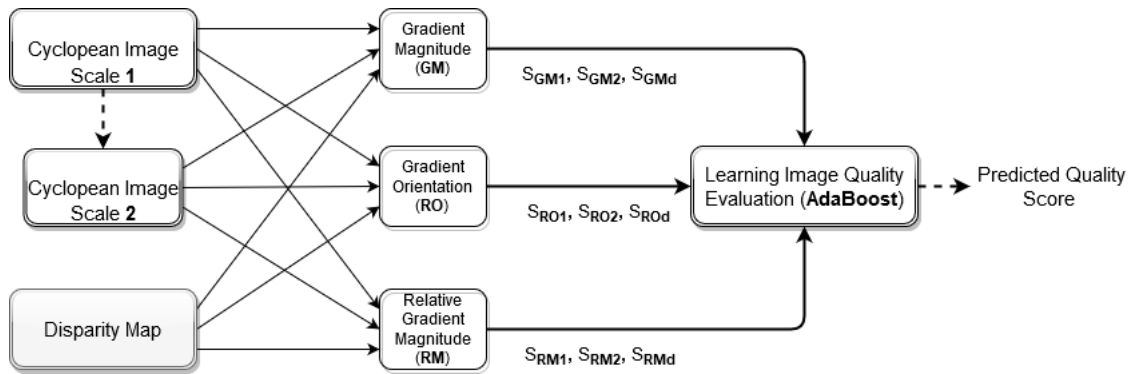 Cyclopean Image
Scale 1
Cyclopean Image
Scale 2
Disparity Map
Gradient
Magnitude
(GM)
Gradient
Orientation
(RO)
Relative
Gradient
Magnitude
(RM)
SGM1, SGM2, SGMd
SRO1, SRO2, SROd
SRM1, SRM2, SRMd
Learning Image Quality
Evaluation (AdaBoost)
Predicted Quality
Score